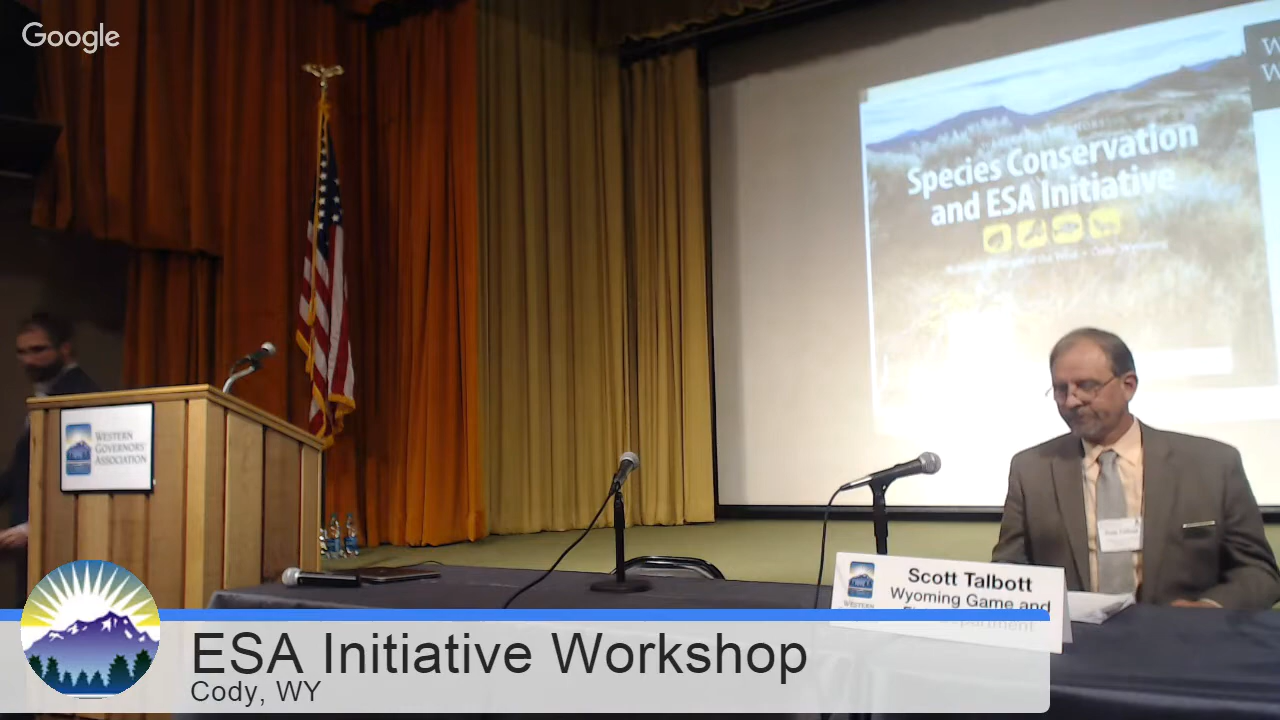 Google
Species Conservation
and ESA Initiative
WESTERN
GOVERNORS'
ASSOCIATION
Scott Talbott
Wyoming Game and
WESTERN
ESA Initiative Workshop
Cody, WY